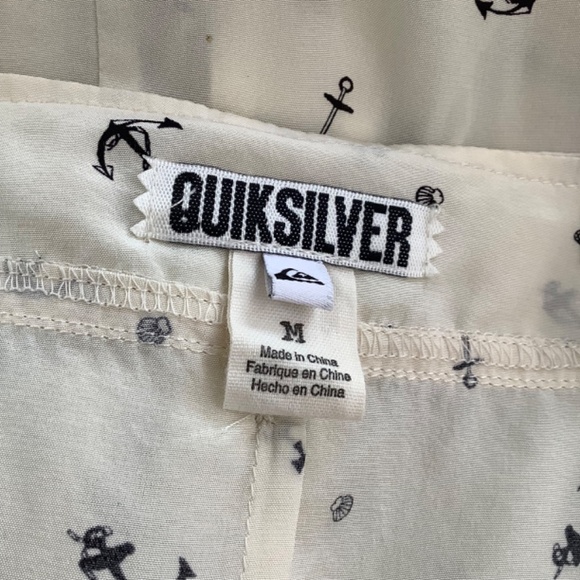 QUIKSILVER
M
Made in China
Fabrique en Chine
Hecho en China